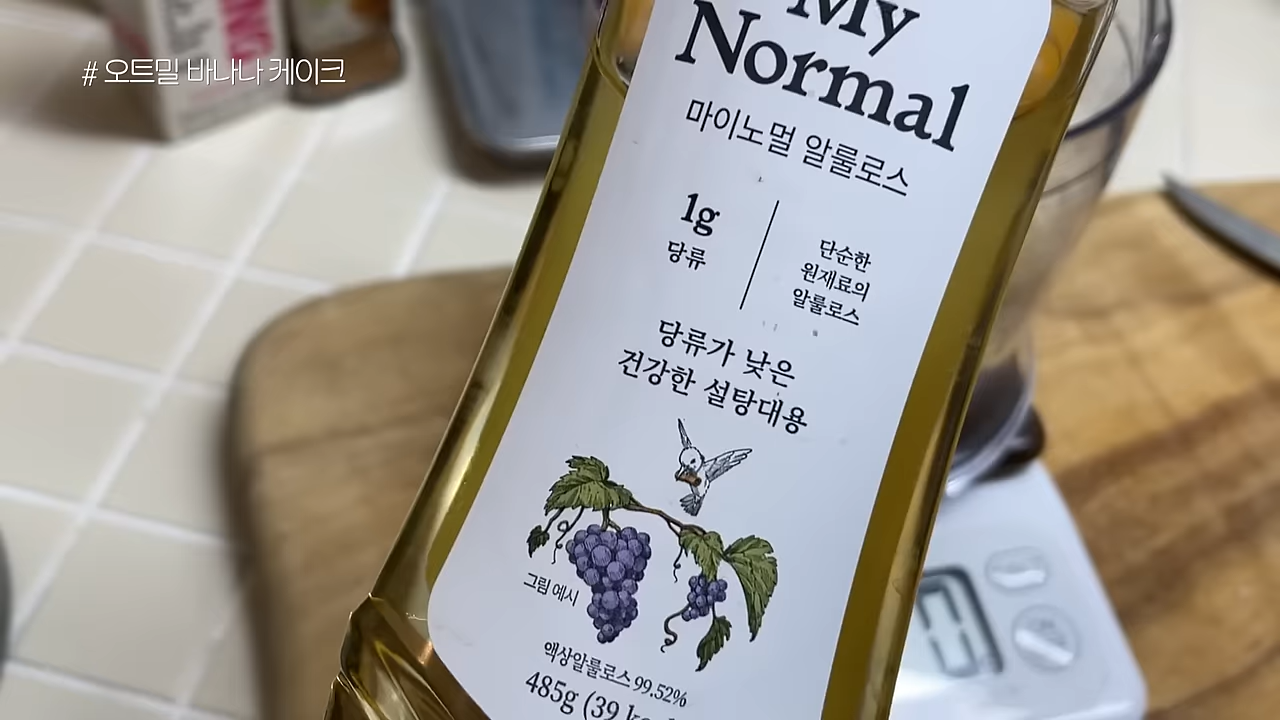 # 오트밀 바나나 케이크
My
Normal
마이노멀 알룰로스
1g
당류
단순한
원재료의
알룰로스
당류가 낮은
건강한 설탕대용
그림 예시
액상알룰로스 99.52%
485g (39
0